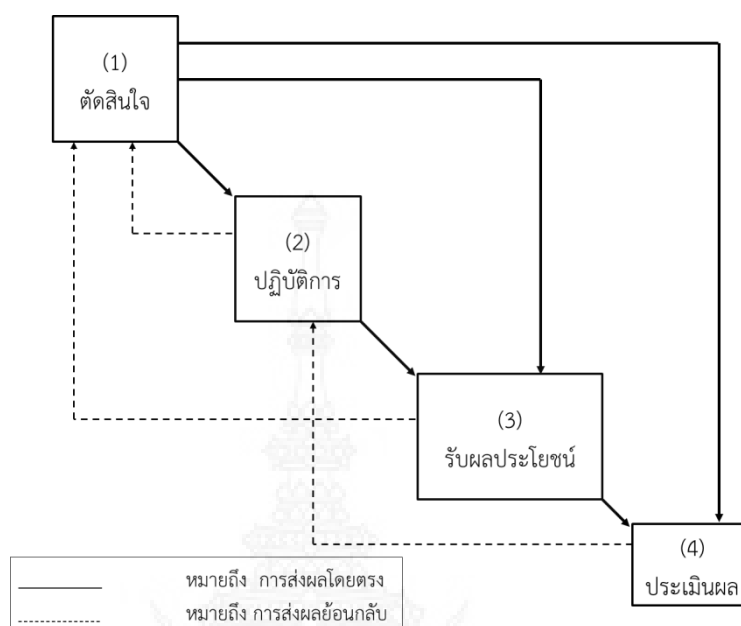 (1)
ตัดสินใจ
(2)
ปฏิบัติการ
(3)
รับผลประโยชน์
(4)
ประเมินผล
หมายถึง การส่งผลโดยตรง
หมายถึง การส่งผลย้อนกลับ